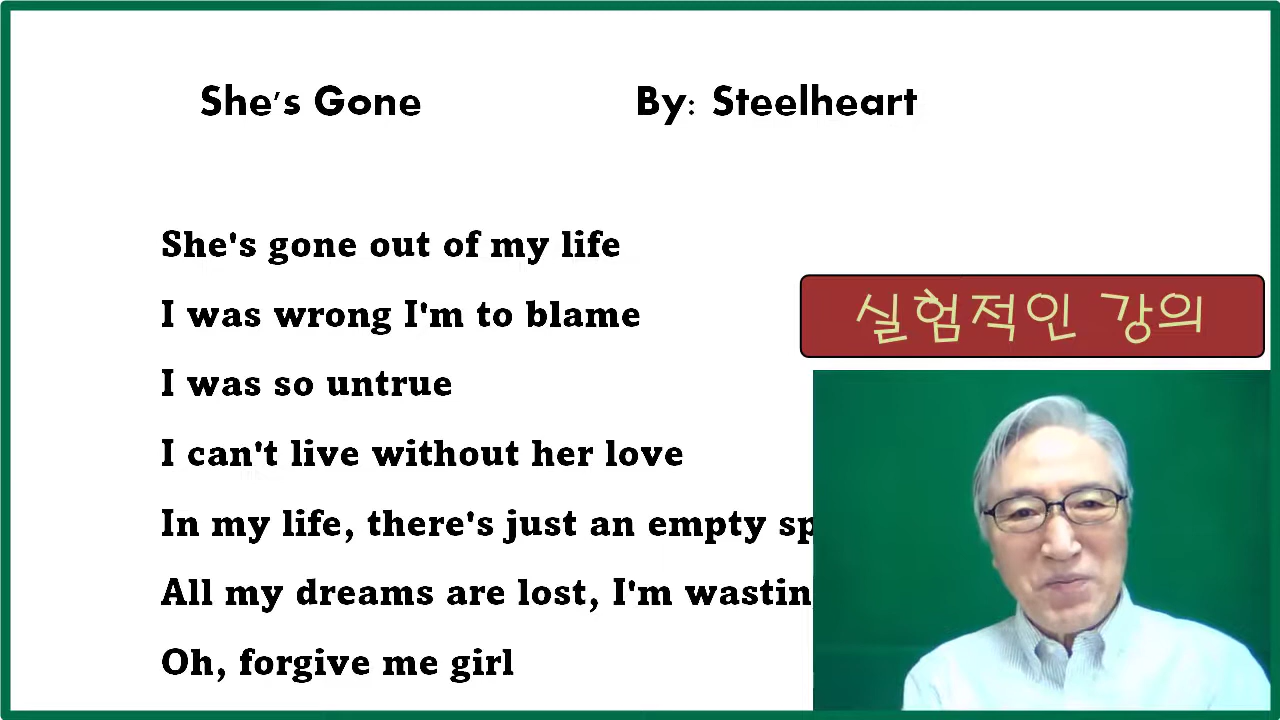 She's Gone By: Steelheart
She's gone out of my life
I was wrong I'm to blame
실험적인 강의
I was so untrue
I can't live without her love
In my life, there's just an empty
All my dreams are lost, I'm
Oh, forgive me girl